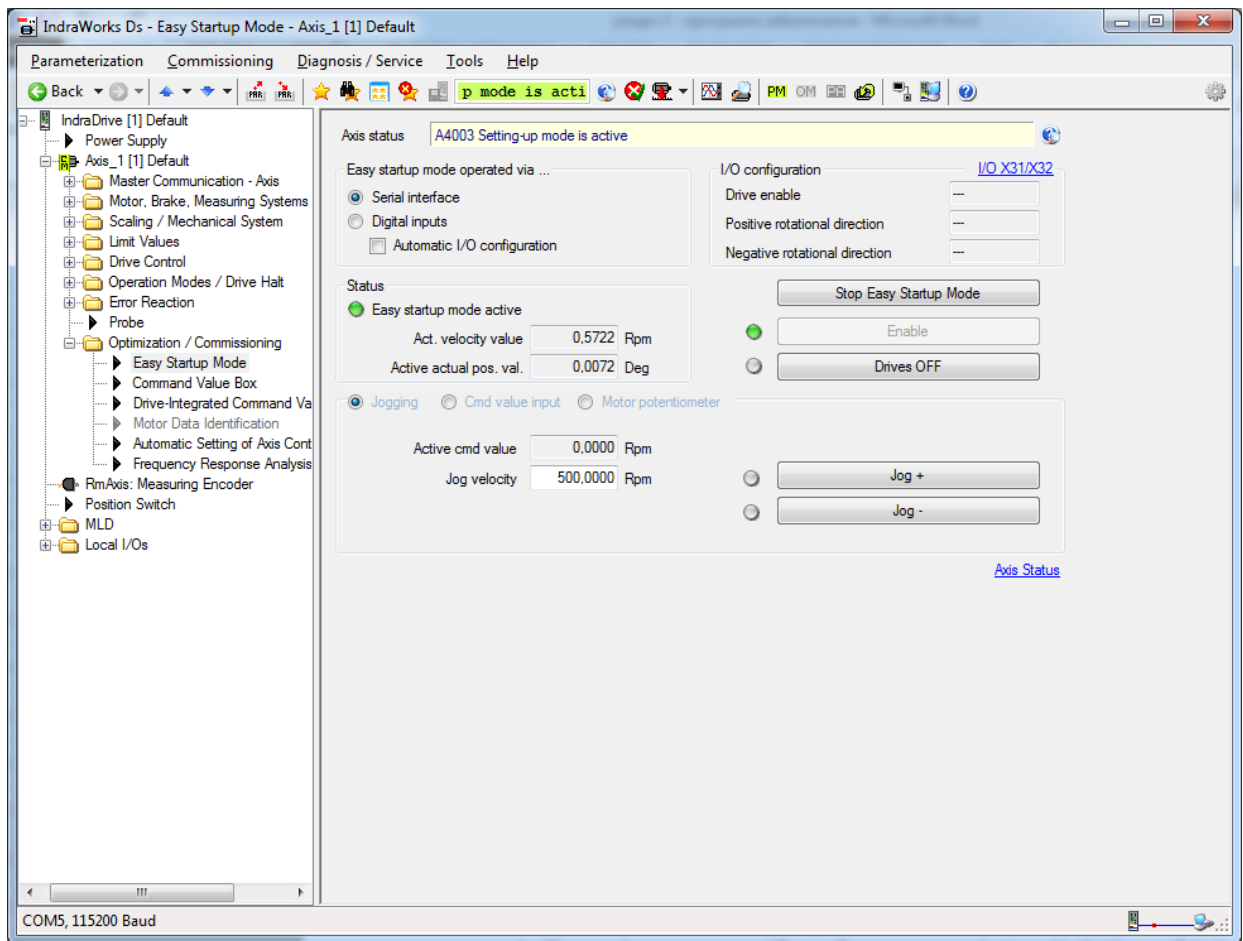 IndraWorks Ds - Easy Startup Mode - Axis_1 [1] Default
Parameterization Commissioning Diagnosis / Service Tools Help
Back PAR PAR p mode is acti PM OM
IndraDrive [1] Default
Power Supply
Axis_1 [1] Default
Master Communication - Axis
Motor, Brake, Measuring Systems
Scaling / Mechanical System
Limit Values
Drive Control
Operation Modes / Drive Halt
Error Reaction
Probe
Optimization / Commissioning
Easy Startup Mode
Command Value Box
Drive-Integrated Command Va
Motor Data Identification
Automatic Setting of Axis Cont
Frequency Response Analysis
RmAxis: Measuring Encoder
Position Switch
MLD
Local I/Os
Axis status A4003 Setting-up mode is active
Easy startup mode operated via ...
Serial interface
Digital inputs
Automatic I/O configuration
I/O configuration I/O X31/X32
Drive enable ---
Positive rotational direction ---
Negative rotational direction ---
Status
Easy startup mode active
Act. velocity value 0,5722 Rpm
Active actual pos. val. 0,0072 Deg
Stop Easy Startup Mode
Enable
Drives OFF
Jogging Cmd value input Motor potentiometer
Active cmd value 0,0000 Rpm
Jog velocity 500,0000 Rpm
Jog +
Jog -
Axis Status
COM5, 115200 Baud